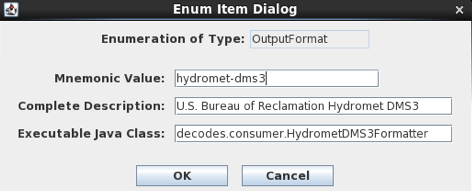 Enum Item Dialog
Enumeration of Type: OutputFormat
Mnemonic Value: hydromet-dms3
Complete Description: U.S. Bureau of Reclamation Hydromet DMS3
Executable Java Class: decodes.consumer.HydrometDMS3Formatter
OK Cancel